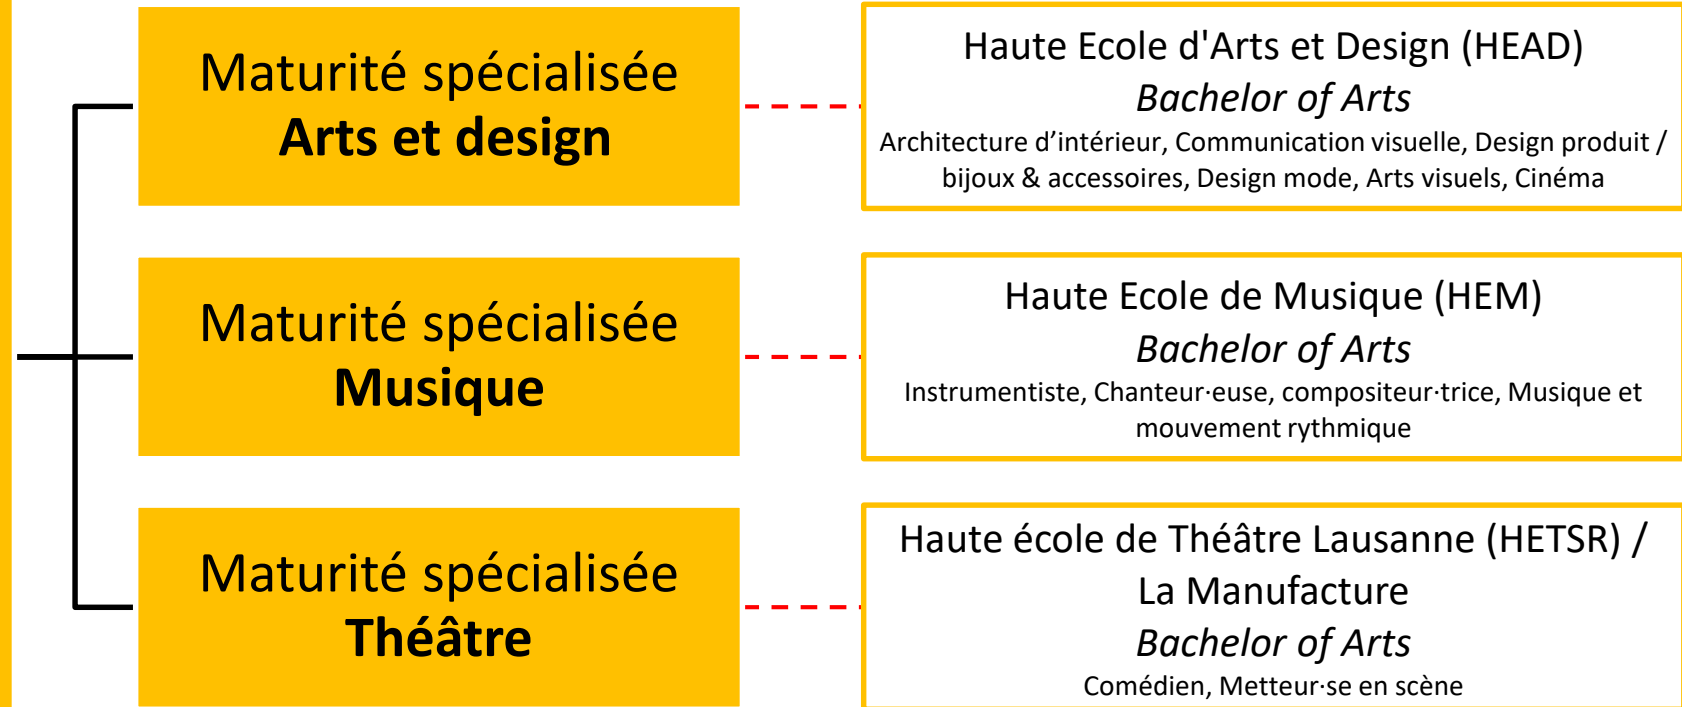 Maturité spécialisée
Arts et design
Haute Ecole d'Arts et Design (HEAD)
Bachelor of Arts
Architecture d’intérieur, Communication visuelle, Design produit /
bijoux & accessoires, Design mode, Arts visuels, Cinéma
Maturité spécialisée
Musique
Haute Ecole de Musique (HEM)
Bachelor of Arts
Instrumentiste, Chanteur·euse, compositeur·trice, Musique et
mouvement rythmique
Maturité spécialisée
Théâtre
Haute école de Théâtre Lausanne (HETSR) /
La Manufacture
Bachelor of Arts
Comédien, Metteur·se en scène